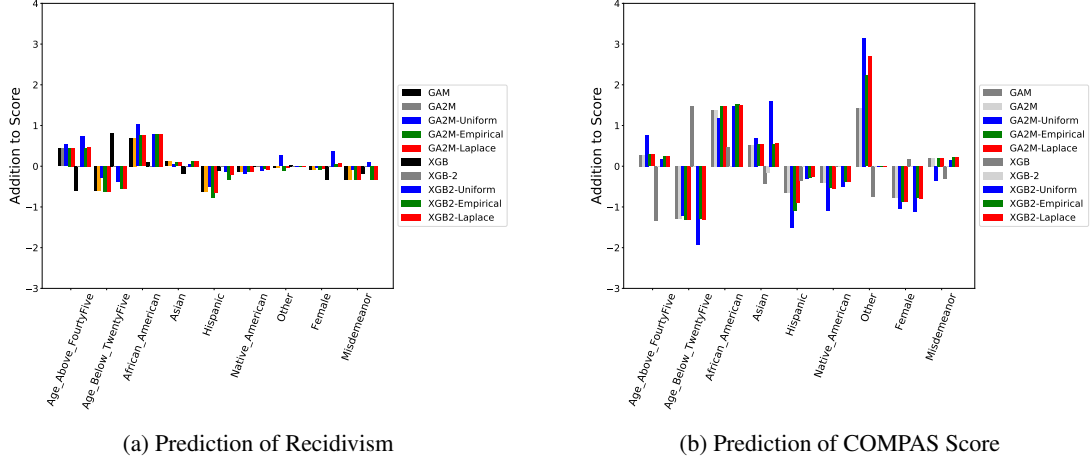 4
3
2
1
0
−1
−2
−3
Addition to Score
Age_Above_FourtyFive
Age_Below_TwentyFive
African_American
Asian
Hispanic
Native_American
Other
Female
Misdemeanor
GAM
GA2M
GA2M-Uniform
GA2M-Empirical
GA2M-Laplace
XGB
XGB-2
XGB2-Uniform
XGB2-Empirical
XGB2-Laplace
(a) Prediction of Recidivism
4
3
2
1
0
−1
−2
−3
Addition to Score
Age_Above_FourtyFive
Age_Below_TwentyFive
African_American
Asian
Hispanic
Native_American
Other
Female
Misdemeanor
GAM
GA2M
GA2M-Uniform
GA2M-Empirical
GA2M-Laplace
XGB
XGB-2
XGB2-Uniform
XGB2-Empirical
XGB2-Laplace
(b) Prediction of COMPAS Score